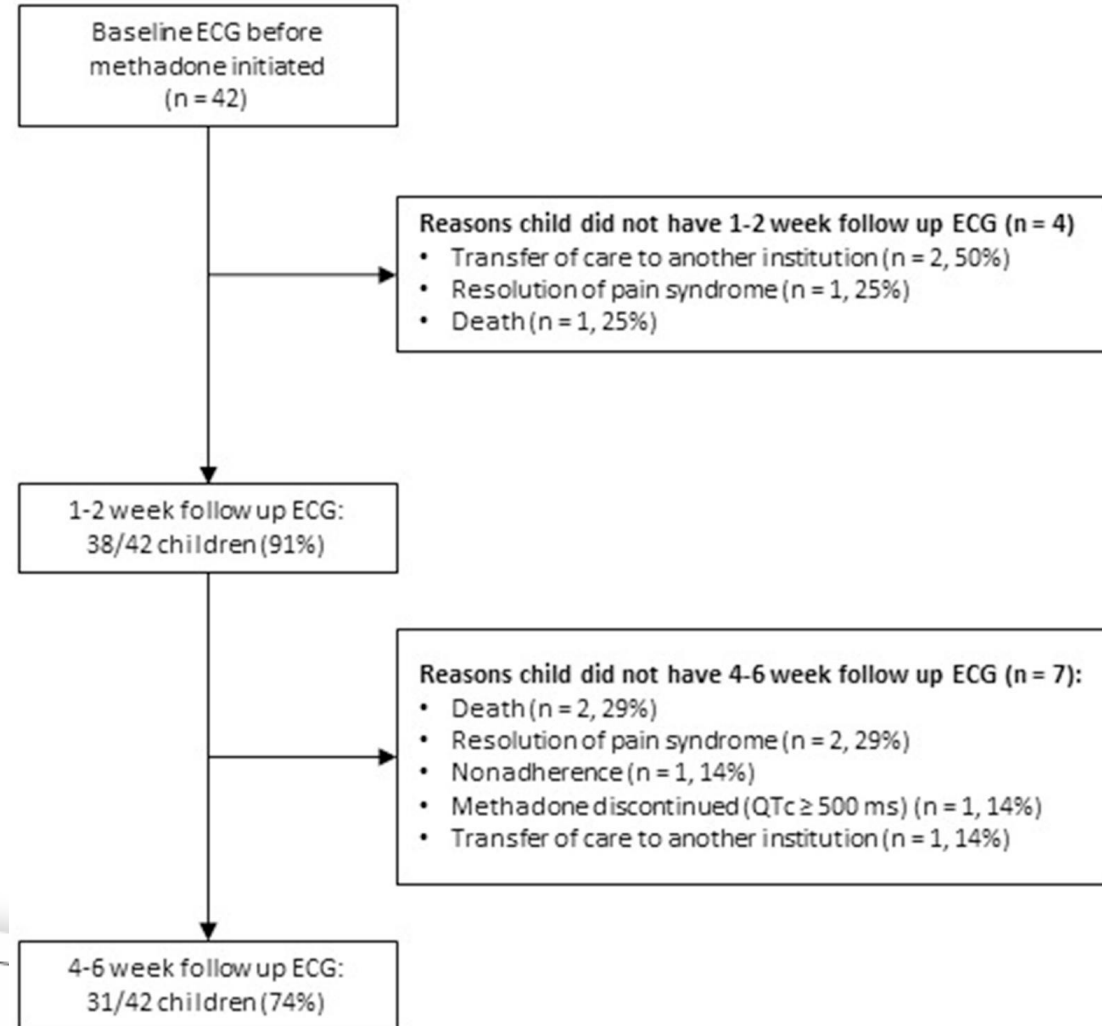 Baseline ECG before
methadone initiated
(n = 42)
Reasons child did not have 1-2 week follow up ECG (n = 4)
• Transfer of care to another institution (n = 2, 50%)
• Resolution of pain syndrome (n = 1, 25%)
• Death (n = 1, 25%)
1-2 week follow up ECG:
38/42 children (91%)
Reasons child did not have 4-6 week follow up ECG (n = 7):
• Death (n = 2, 29%)
• Resolution of pain syndrome (n = 2, 29%)
• Nonadherence (n = 1, 14%)
• Methadone discontinued (QTc ≥ 500 ms) (n = 1, 14%)
• Transfer of care to another institution (n = 1, 14%)
4-6 week follow up ECG:
31/42 children (74%)